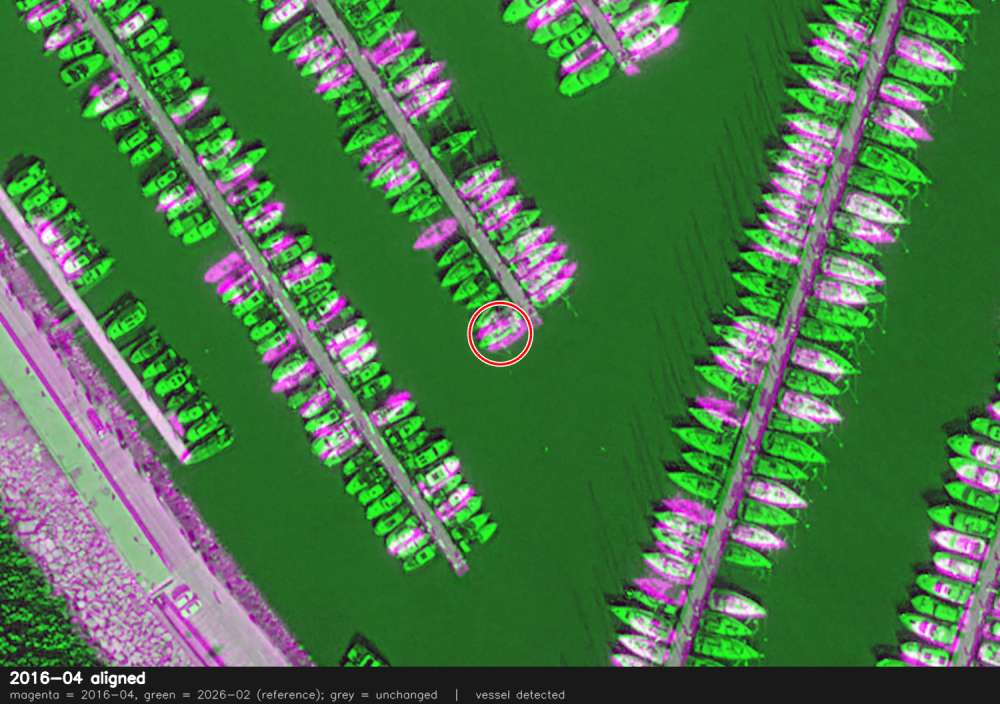 2016-04 aligned
magenta = 2016-04, green = 2026-02 (reference); grey = unchanged | vessel detected